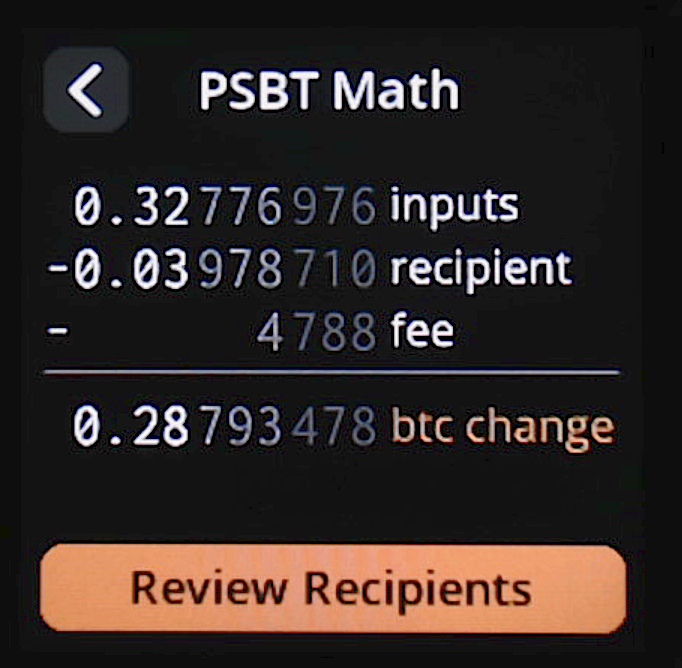 PSBT Math
0.32776976 inputs
-0.03978710 recipient
- 4788 fee
0.28793478 btc change
Review Recipients